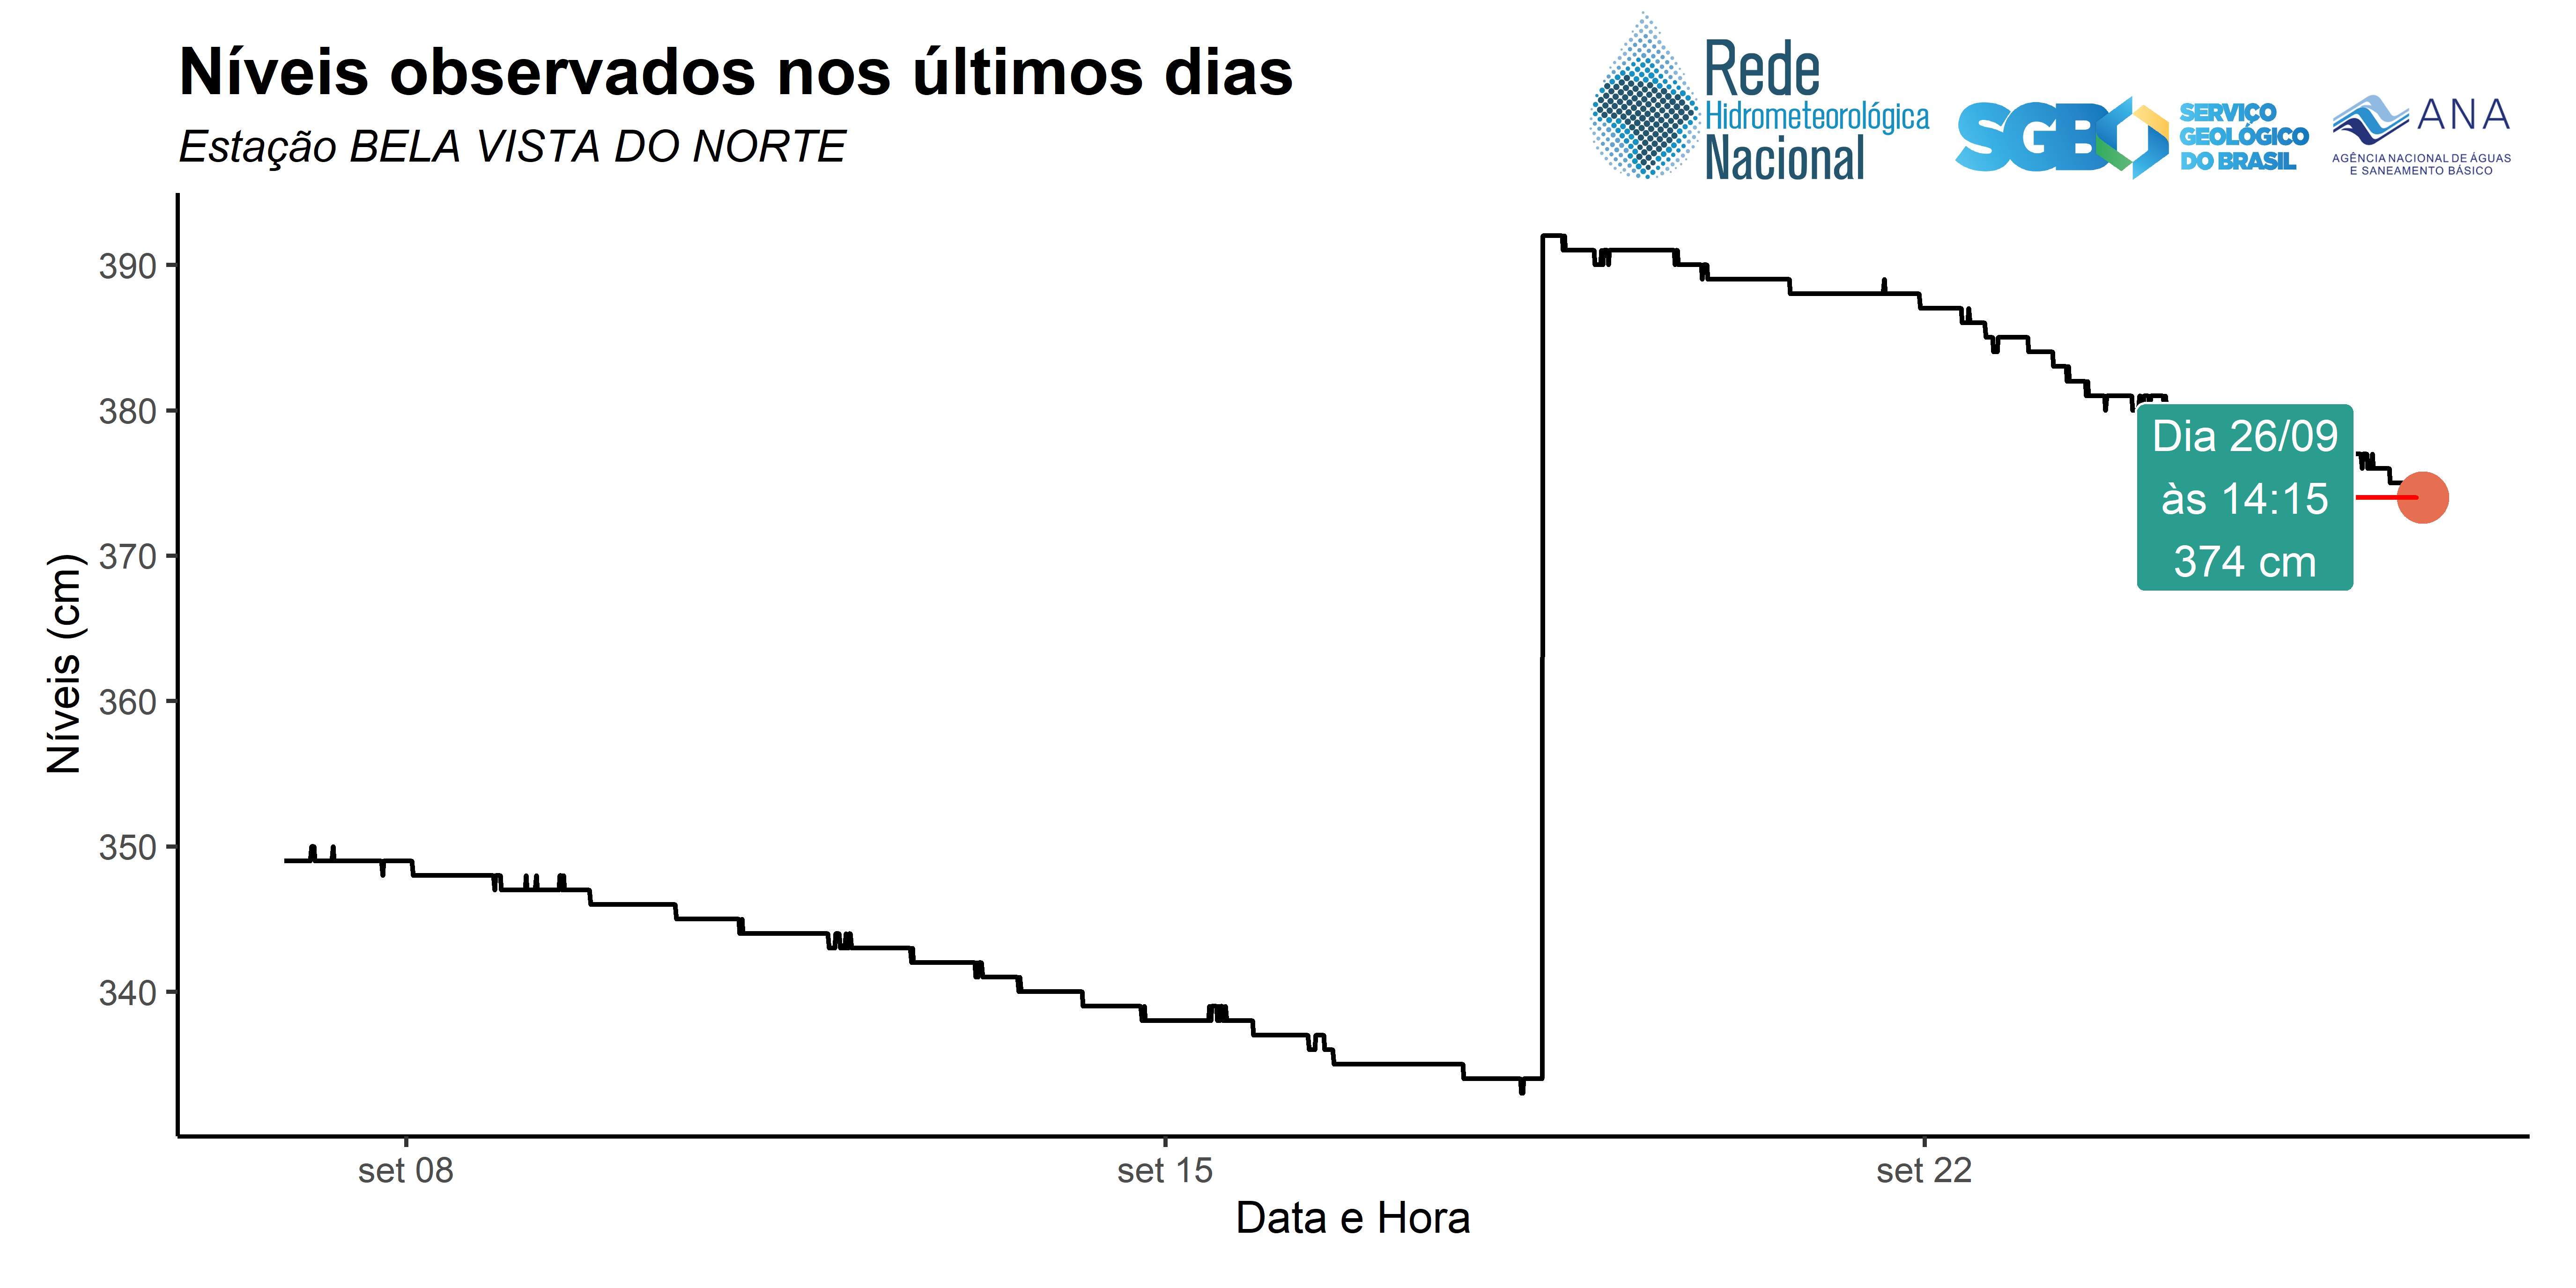 Níveis observados nos últimos dias
Estação BELA VISTA DO NORTE
Rede
Hidrometeorológica
Nacional
SGB
SERVIÇO
GEOLÓGICO
DO BRASIL
ANA
AGÊNCIA NACIONAL DE ÁGUAS
E SANEAMENTO BÁSICO
Níveis (cm)
390
380
370
360
350
340
Dia 26/09
às 14:15
374 cm
set 08
set 15
set 22
Data e Hora